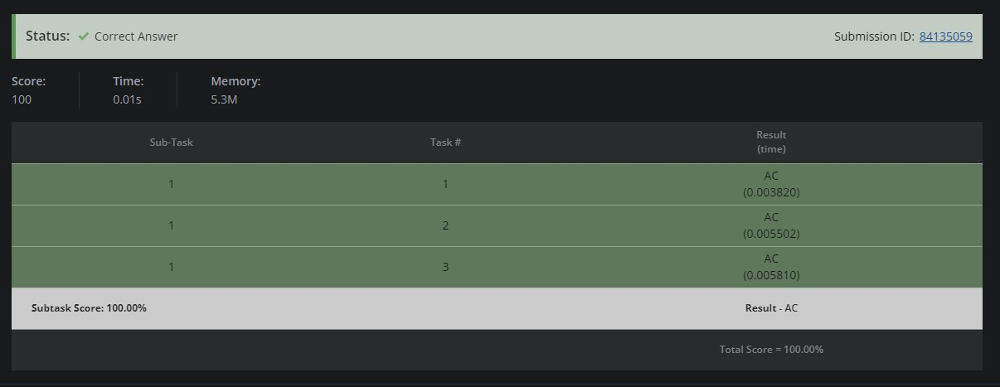 Status: ✓ Correct Answer Submission ID: 84135059
Score: Time: Memory:
100 0.01s 5.3M
Sub-Task Task # Result
(time)
1 1 AC
(0.003820)
1 2 AC
(0.005502)
1 3 AC
(0.005810)
Subtask Score: 100.00% Result - AC
Total Score = 100.00%